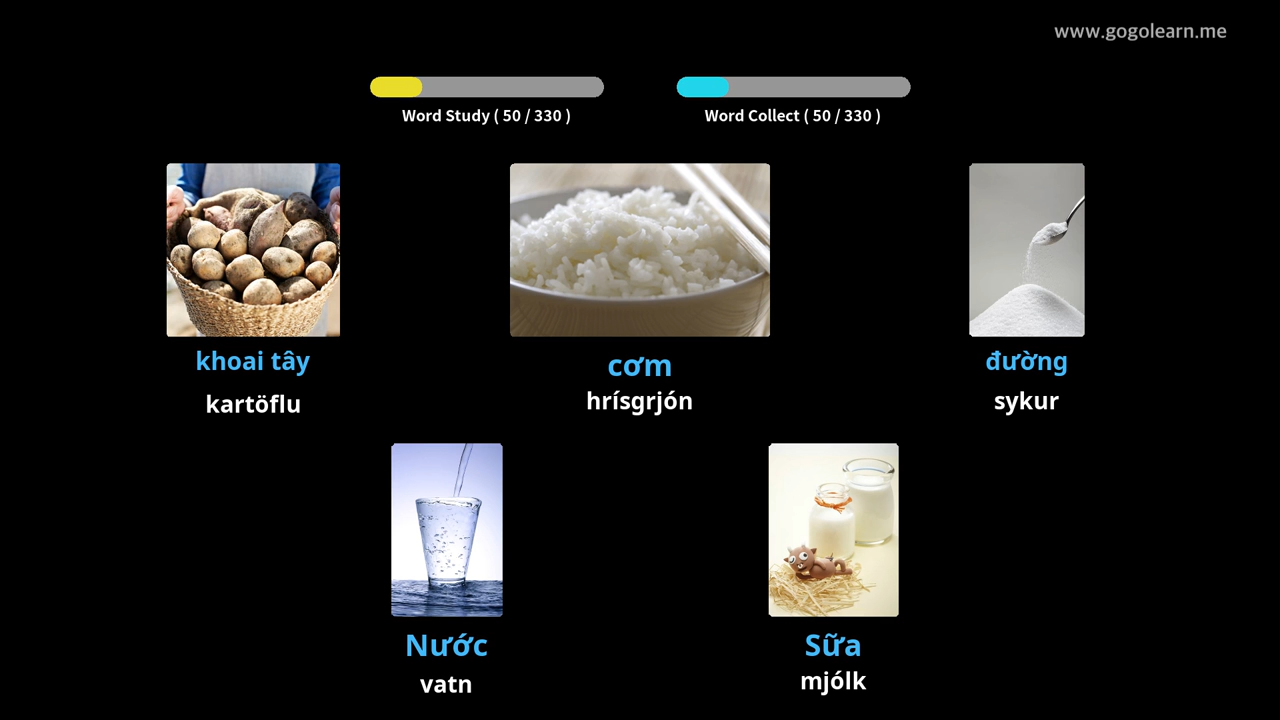 www.gogolearn.me
Word Study ( 50 / 330 )
Word Collect ( 50 / 330 )
khoai tây
kartöflu
cơm
hrísgrjón
đường
sykur
Nước
vatn
Sữa
mjólk